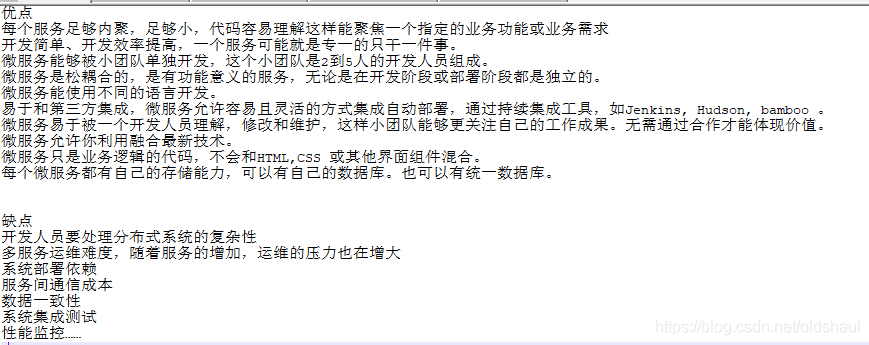 优点
每个服务足够内聚，足够小，代码容易理解这样能聚焦一个指定的业务功能或业务需求
开发简单、开发效率提高，一个服务可能就是专一的只干一件事。
微服务能够被小团队单独开发，这个小团队是2到5人的开发人员组成。
微服务是松耦合的，是有功能意义的服务，无论是在开发阶段或部署阶段都是独立的。
微服务能使用不同的语言开发。
易于和第三方集成，微服务允许容易且灵活的方式集成自动部署，通过持续集成工具，如Jenkins, Hudson, bamboo 。
微服务易于被一个开发人员理解，修改和维护，这样小团队能够更关注自己的工作成果。无需通过合作才能体现价值。
微服务允许你利用融合最新技术。
微服务只是业务逻辑的代码，不会和HTML,CSS 或其他界面组件混合。
每个微服务都有自己的存储能力，可以有自己的数据库。也可以有统一数据库。
缺点
开发人员要处理分布式系统的复杂性
多服务运维难度，随着服务的增加，运维的压力也在增大
系统部署依赖
服务间通信成本
数据一致性
系统集成测试
性能监控……
https://blog.csdn.net/oldshaui